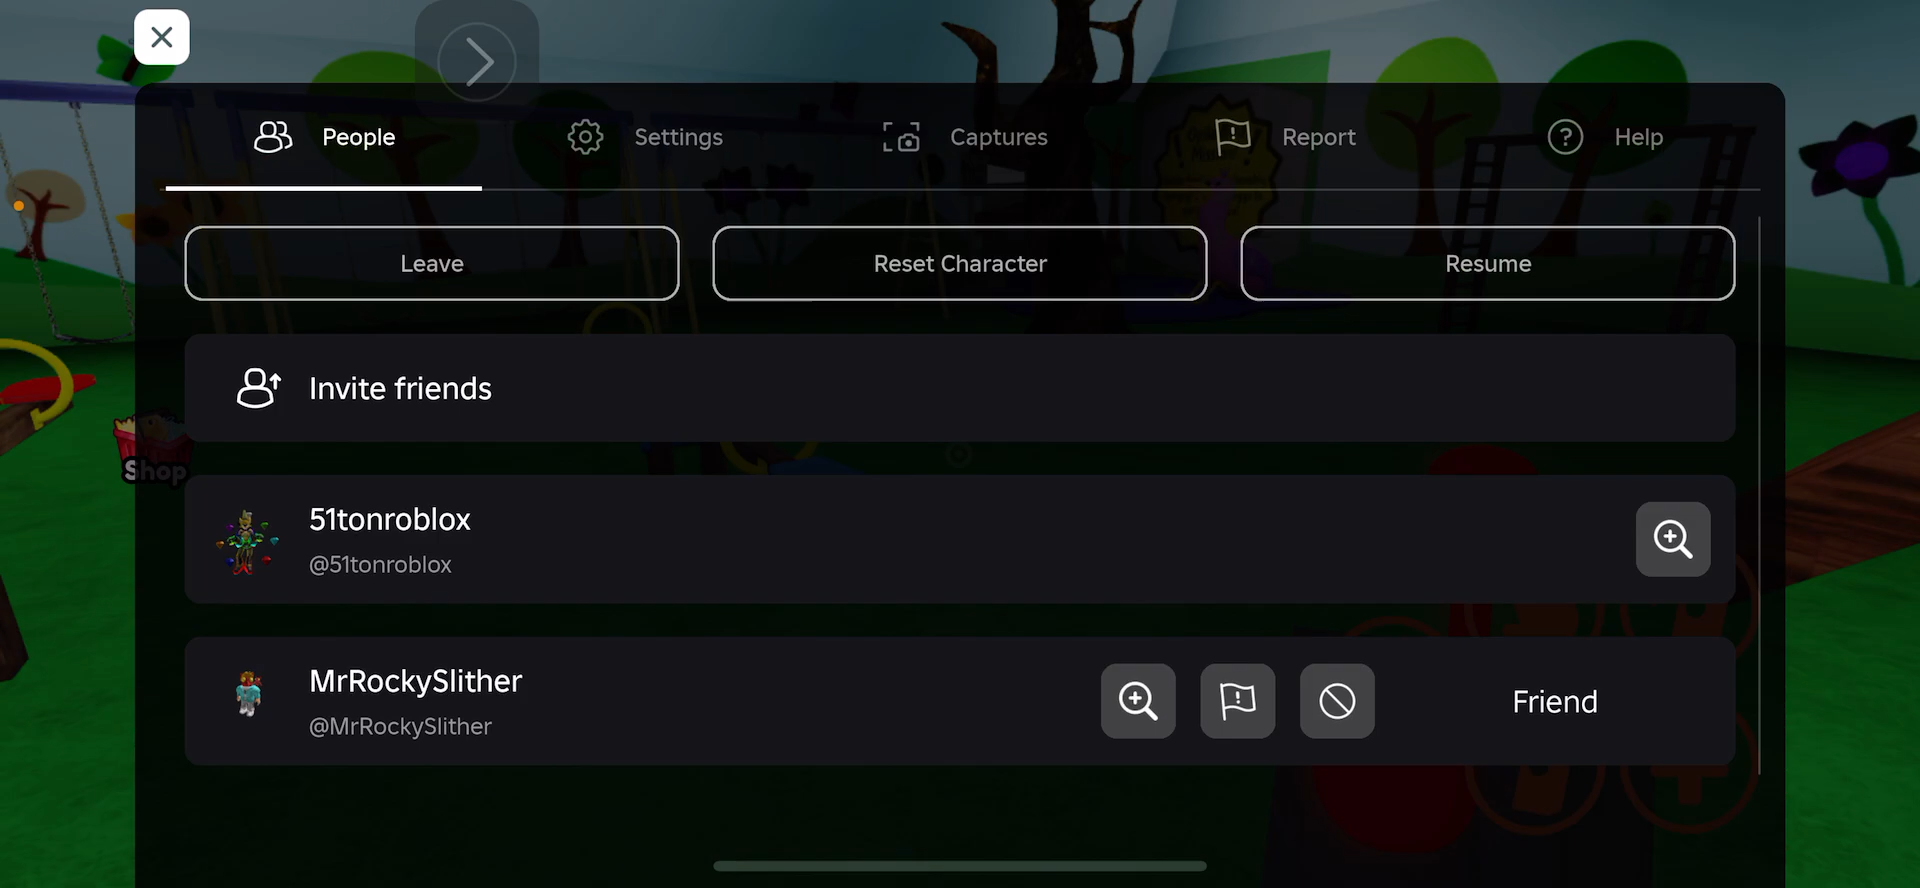 People
Settings
Captures
Report
Help
Leave
Reset Character
Resume
Invite friends
Shop
51tonroblox
@51tonroblox
MrRockySlither
@MrRockySlither
Friend